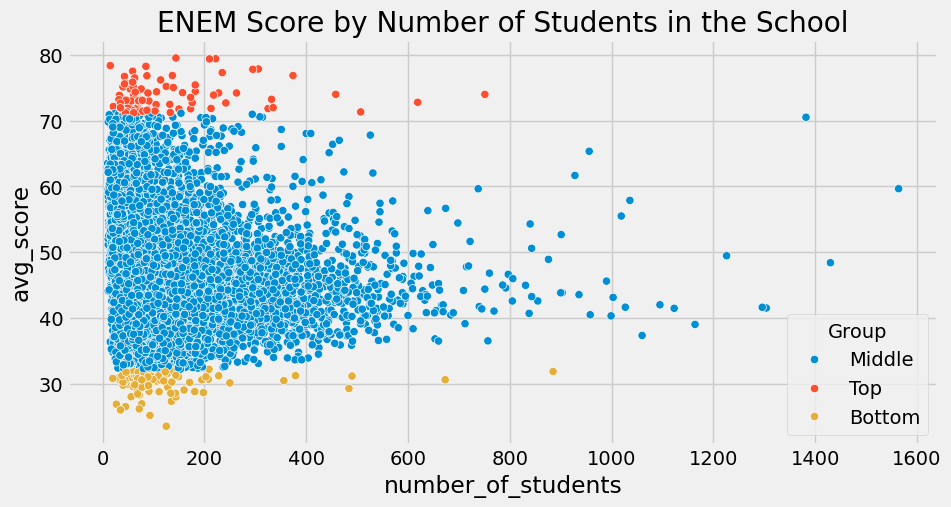 ENEM Score by Number of Students in the School
avg_score
80
70
60
50
40
30
Group
Middle
Top
Bottom
0 200 400 600 800 1000 1200 1400 1600
number_of_students